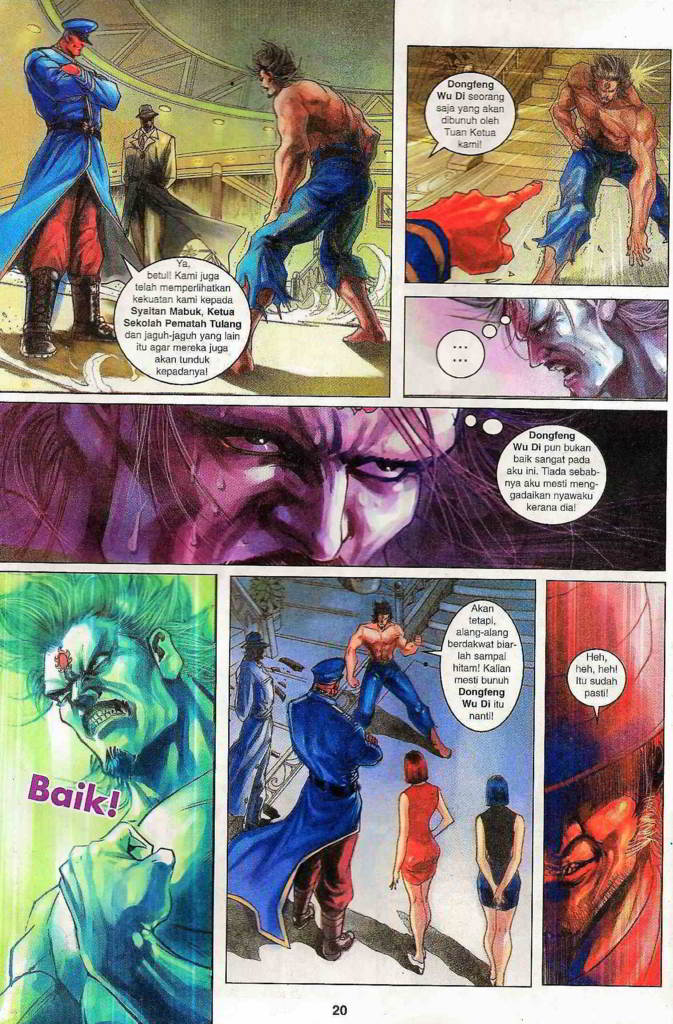 Ya,
betul! Kami juga
telah memperlihatkan
kekuatan kami kepada
Syaitan Mabuk, Ketua
Sekolah Pematah Tulang
dan jaguh-jaguh yang lain
itu agar mereka juga
akan tunduk
kepadanya!
Dongfeng
Wu Di seorang
saja yang akan
dibunuh oleh
Tuan Ketua
kami!
...
...
Dongfeng
Wu Di pun bukan
baik sangat pada
aku ini. Tiada sebab-
nya aku mesti meng-
gadaikan nyawaku
kerana dia!
Baik!
Akan
tetapi,
alang-alang
berdakwat biar-
lah sampai
hitam! Kalian
mesti bunuh
Dongfeng
Wu Di itu
nanti!
Heh,
heh, heh!
Itu sudah
pasti!
20